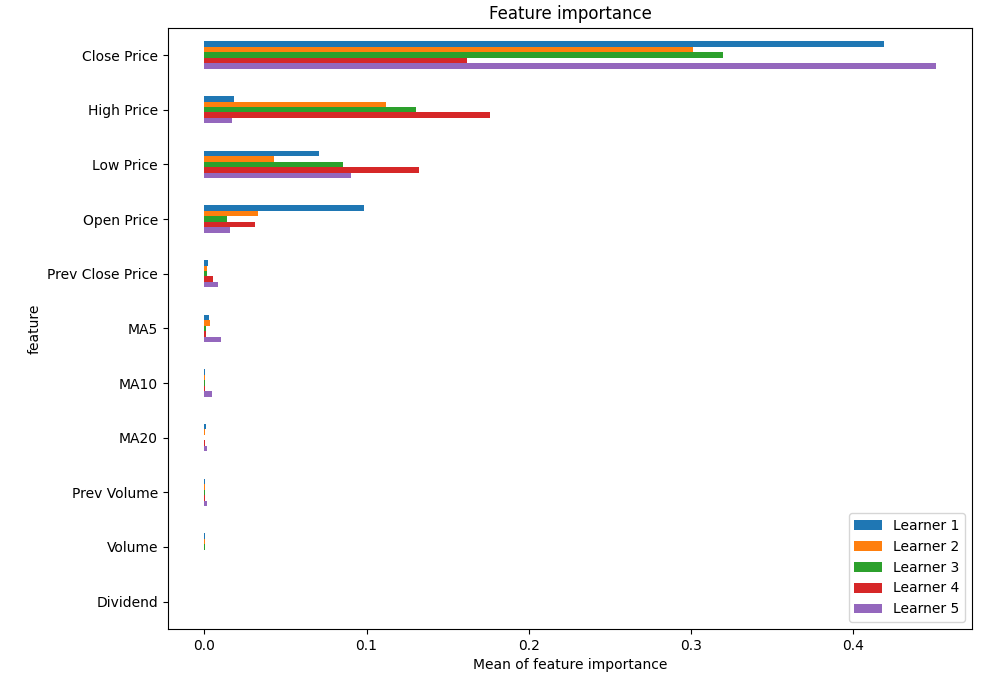 Feature importance
Close Price
High Price
Low Price
Open Price
Prev Close Price
MA5
MA10
MA20
Prev Volume
Volume
Dividend
feature
0.0 0.1 0.2 0.3 0.4
Mean of feature importance
Learner 1
Learner 2
Learner 3
Learner 4
Learner 5